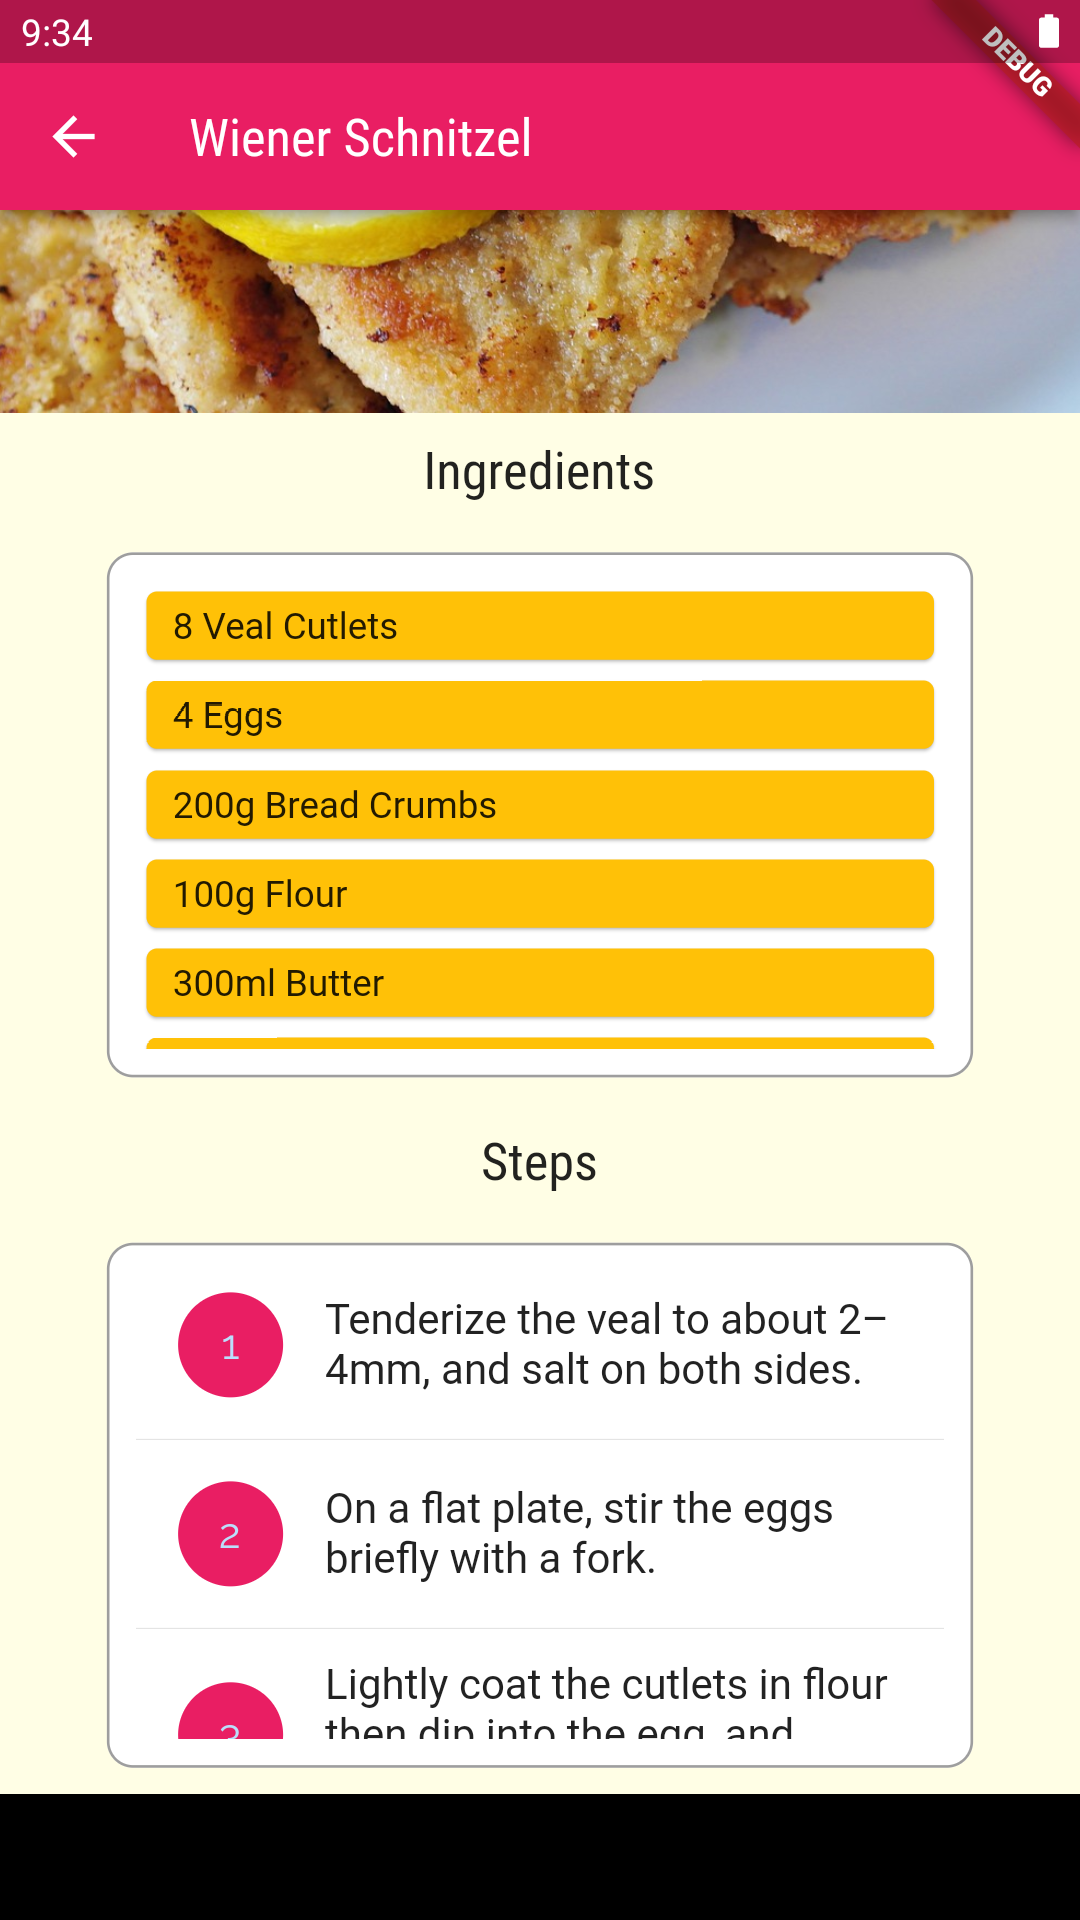 9:34
DEBUG
Wiener Schnitzel
Ingredients
8 Veal Cutlets
4 Eggs
200g Bread Crumbs
100g Flour
300ml Butter
Steps
1
Tenderize the veal to about 2–
4mm, and salt on both sides.
2
On a flat plate, stir the eggs
briefly with a fork.
3
Lightly coat the cutlets in flour
then dip into the egg, and